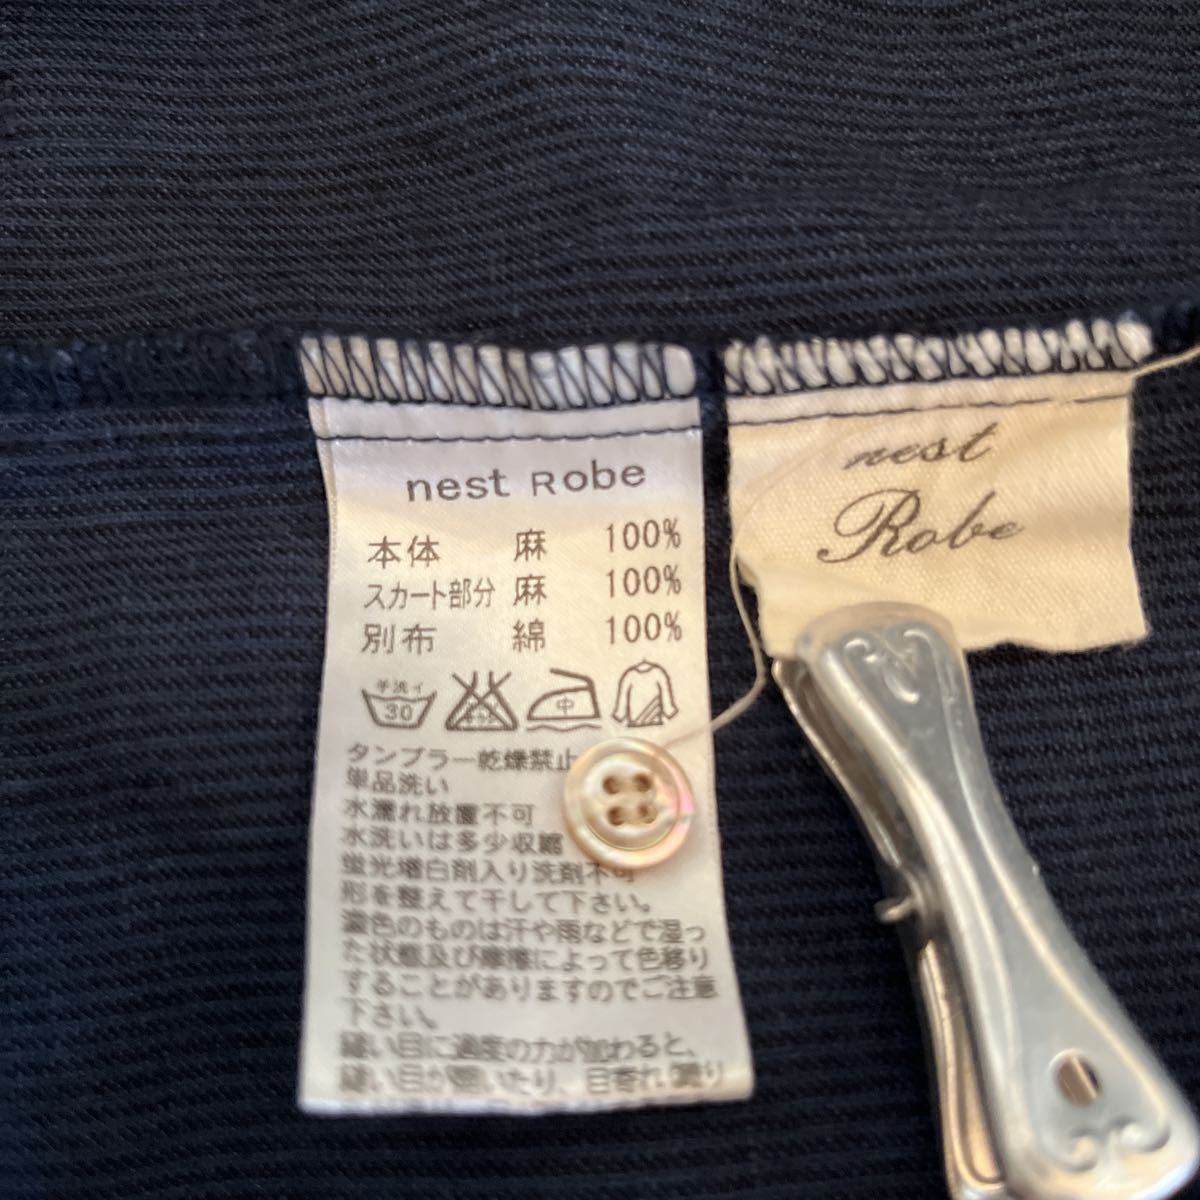 nest Robe
本体 麻 100%
スカート部分 麻 100%
別布 綿 100%
手洗イ
30
中
タンブラー乾燥禁止
単品洗い
水濡れ放置不可
水洗いは多少収縮
蛍光増白剤入り洗剤不可
形を整えて干して下さい。
濃色のものは汗や雨などで湿っ
た状態及び摩擦によって色移り
することがありますのでご注意
下さい。
縫い目に過度の力が加わると、
縫い目が開いたり、目寄れ(滑り
nest
Robe